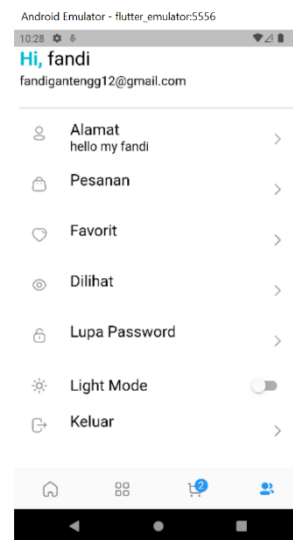 Android Emulator - flutter_emulator:5556
10:28
Hi, fandi
fandigantengg12@gmail.com
Alamat
hello my fandi
Pesanan
Favorit
Dilihat
Lupa Password
Light Mode
Keluar
2